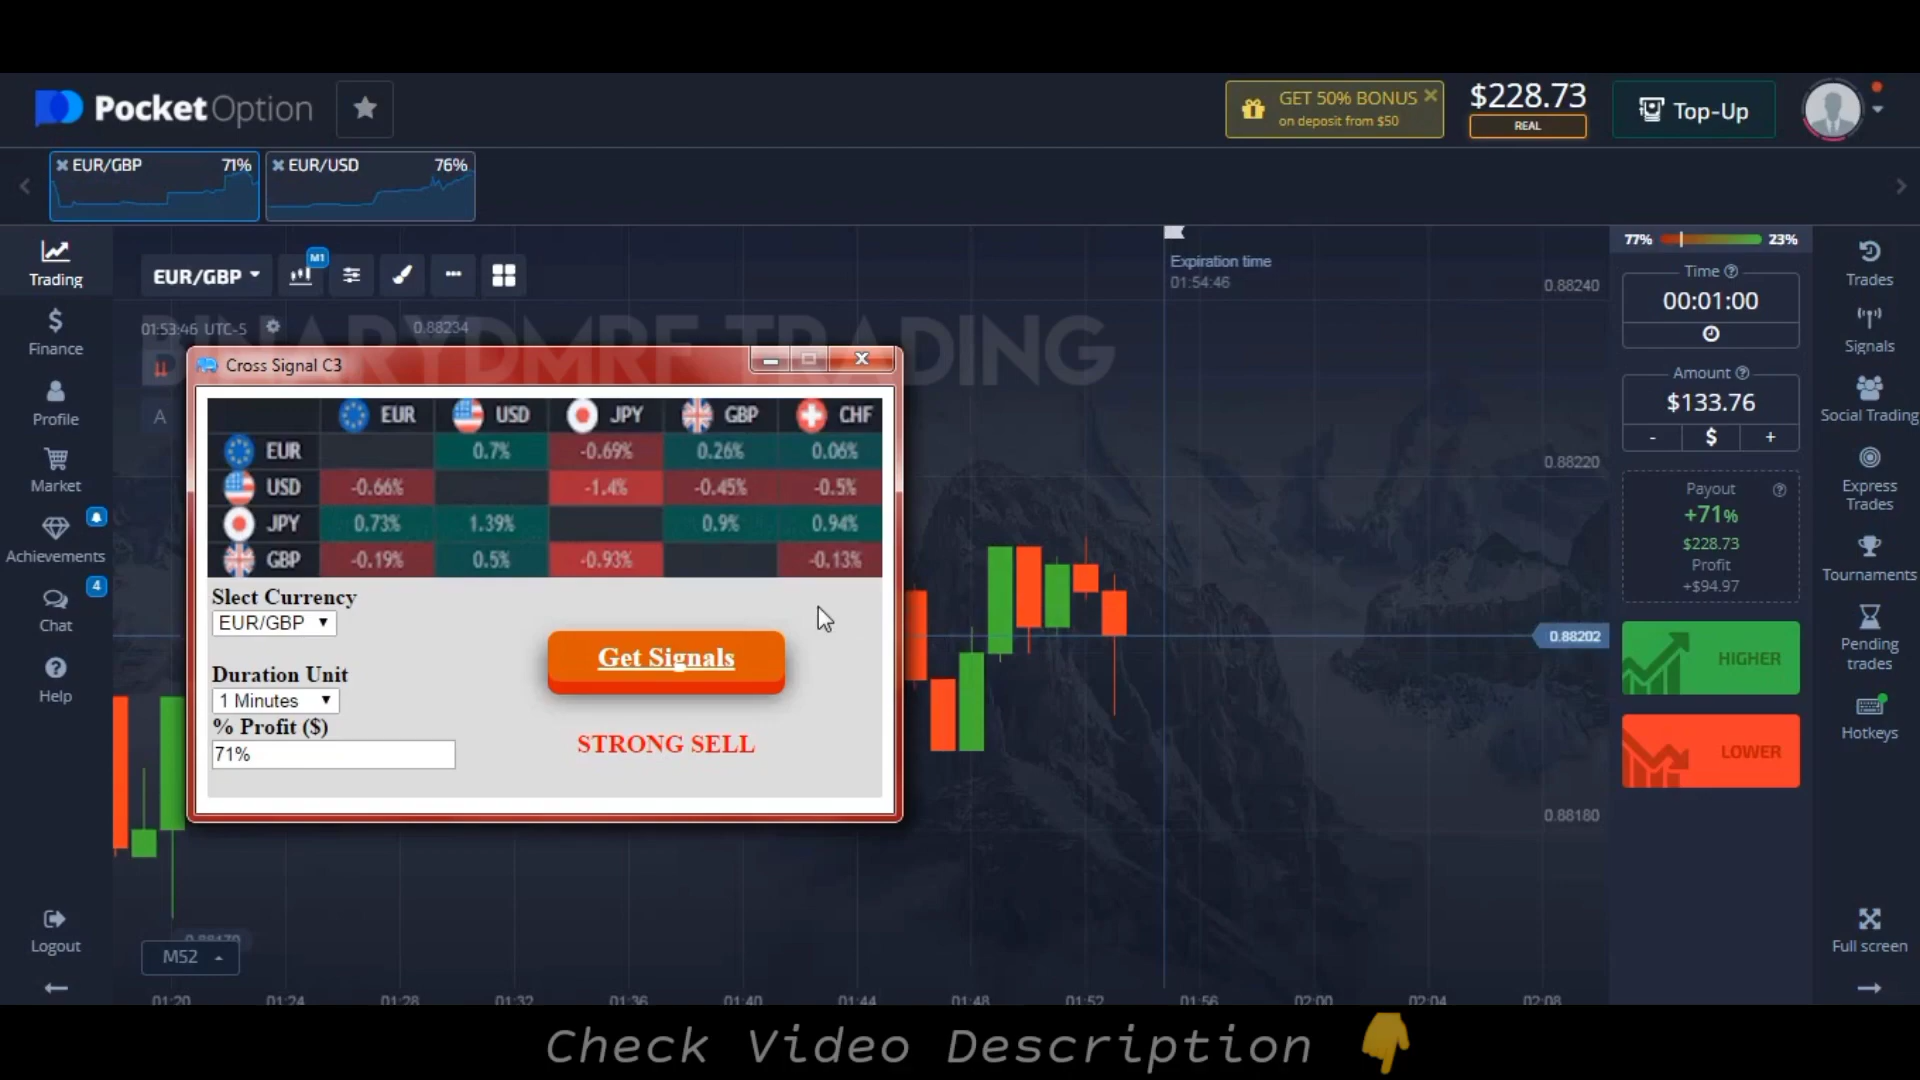 PocketOption
GET 50% BONUS
on deposit from $50
$228.73
REAL
Top-Up
EUR/GBP 71%
EUR/USD 76%
Trading
Finance
Profile
Market
Achievements
4
Chat
Help
Logout
EUR/GBP
M1
01:53:46 UTC-5
0.88234
BINARYDMRF TRADING
A
Expiration time
01:54:46
0.88240
0.88220
0.88202
0.88180
Cross Signal C3
EUR USD JPY GBP CHF
EUR 0.7% -0.69% 0.26% 0.06%
USD -0.66% -1.4% -0.45% -0.5%
JPY 0.73% 1.39% 0.9% 0.94%
GBP -0.19% 0.5% -0.93% -0.13%
Slect Currency
EUR/GBP
Duration Unit
1 Minutes
% Profit ($)
71%
Get Signals
STRONG SELL
M52
01:20 01:24 01:28 01:32 01:36 01:40 01:44 01:48 01:52 01:56 02:00 02:04 02:08
77% 23%
Time
00:01:00
Amount
$133.76
- $ +
Payout
+71%
$228.73
Profit
+$94.97
HIGHER
LOWER
Trades
Signals
Social Trading
Express
Trades
Tournaments
Pending
trades
Hotkeys
Full screen
Check Video Description